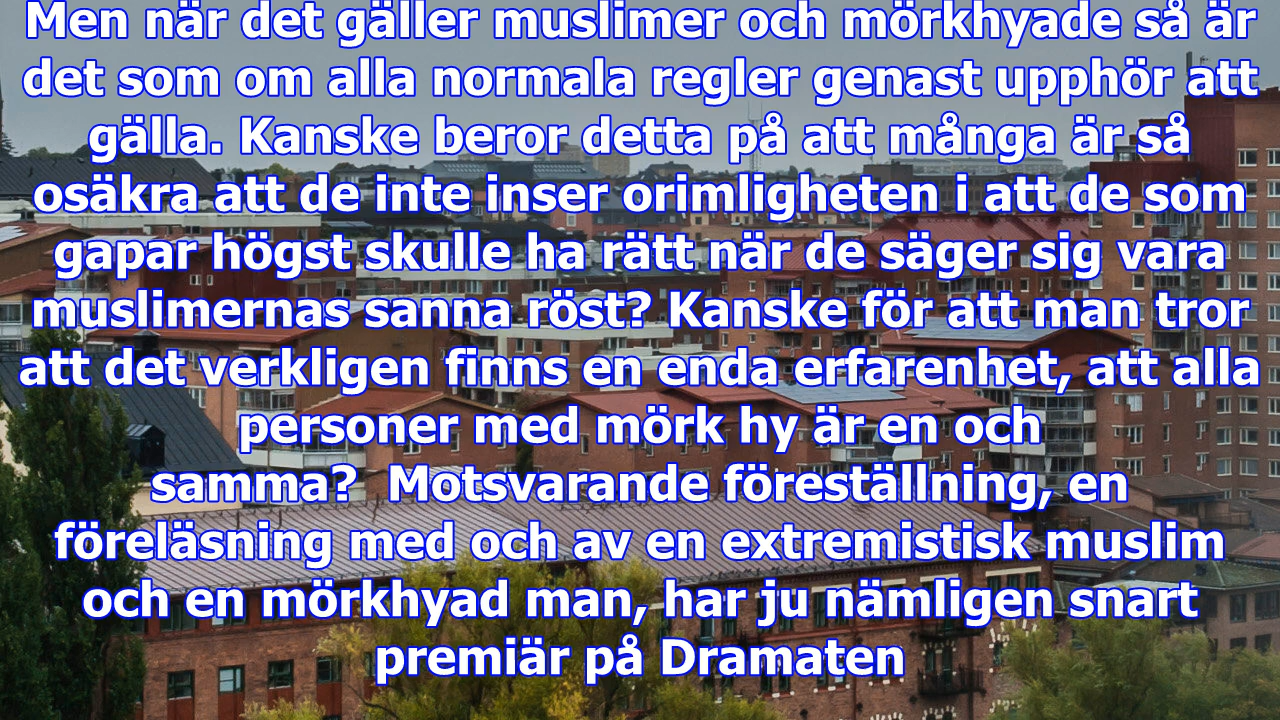 Men när det gäller muslimer och mörkhyade så är
det som om alla normala regler genast upphör att
gälla. Kanske beror detta på att många är så
osäkra att de inte inser orimligheten i att de som
gapar högst skulle ha rätt när de säger sig vara
muslimernas sanna röst? Kanske för att man tror
att det verkligen finns en enda erfarenhet, att alla
personer med mörk hy är en och
samma?  Motsvarande föreställning, en
föreläsning med och av en extremistisk muslim
och en mörkhyad man, har ju nämligen snart
premiär på Dramaten